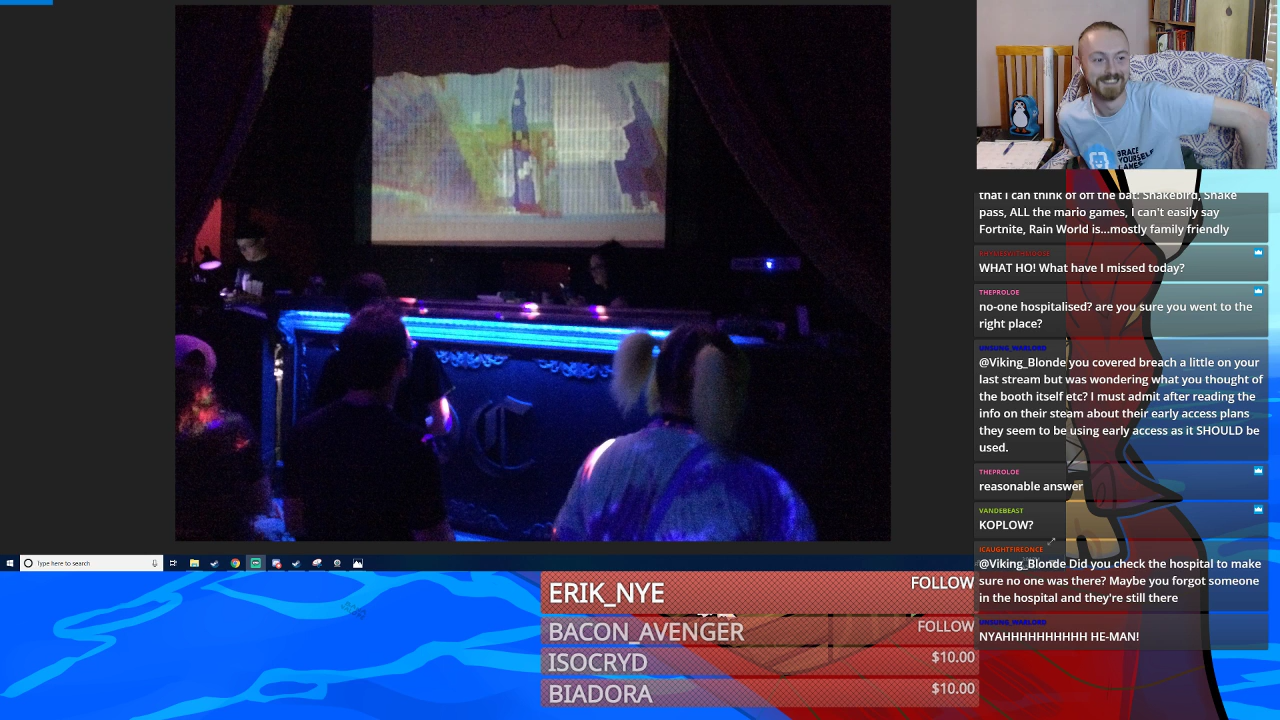 BRACE
YOURSELF
GAMES
that I can think of off the bat: Snakebird, Snake
pass, ALL the mario games, I can't easily say
Fortnite, Rain World is...mostly family friendly
WHAT HO! What have I missed today?
THEPROLOE
no-one hospitalised? are you sure you went to the
right place?
UNSUNG_WARLORD
@Viking_Blonde you covered breach a little on your
last stream but was wondering what you thought of
the booth itself etc? I must admit after reading the
info on their steam about their early access plans
they seem to be using early access as it SHOULD be
used.
THEPROLOE
reasonable answer
VANDEBEAST
KOPLOW?
ICAUGHTFIREONCE
@Viking_Blonde Did you check the hospital to make
sure no one was there? Maybe you forgot someone
in the hospital and they're still there
UNSUNG_WARLORD
NYAHHHHHHHHHH HE-MAN!
C
Type here to search
ERIK_NYE FOLLOW
BACON_AVENGER FOLLOW
ISOCRYD $10.00
BIADORA $10.00